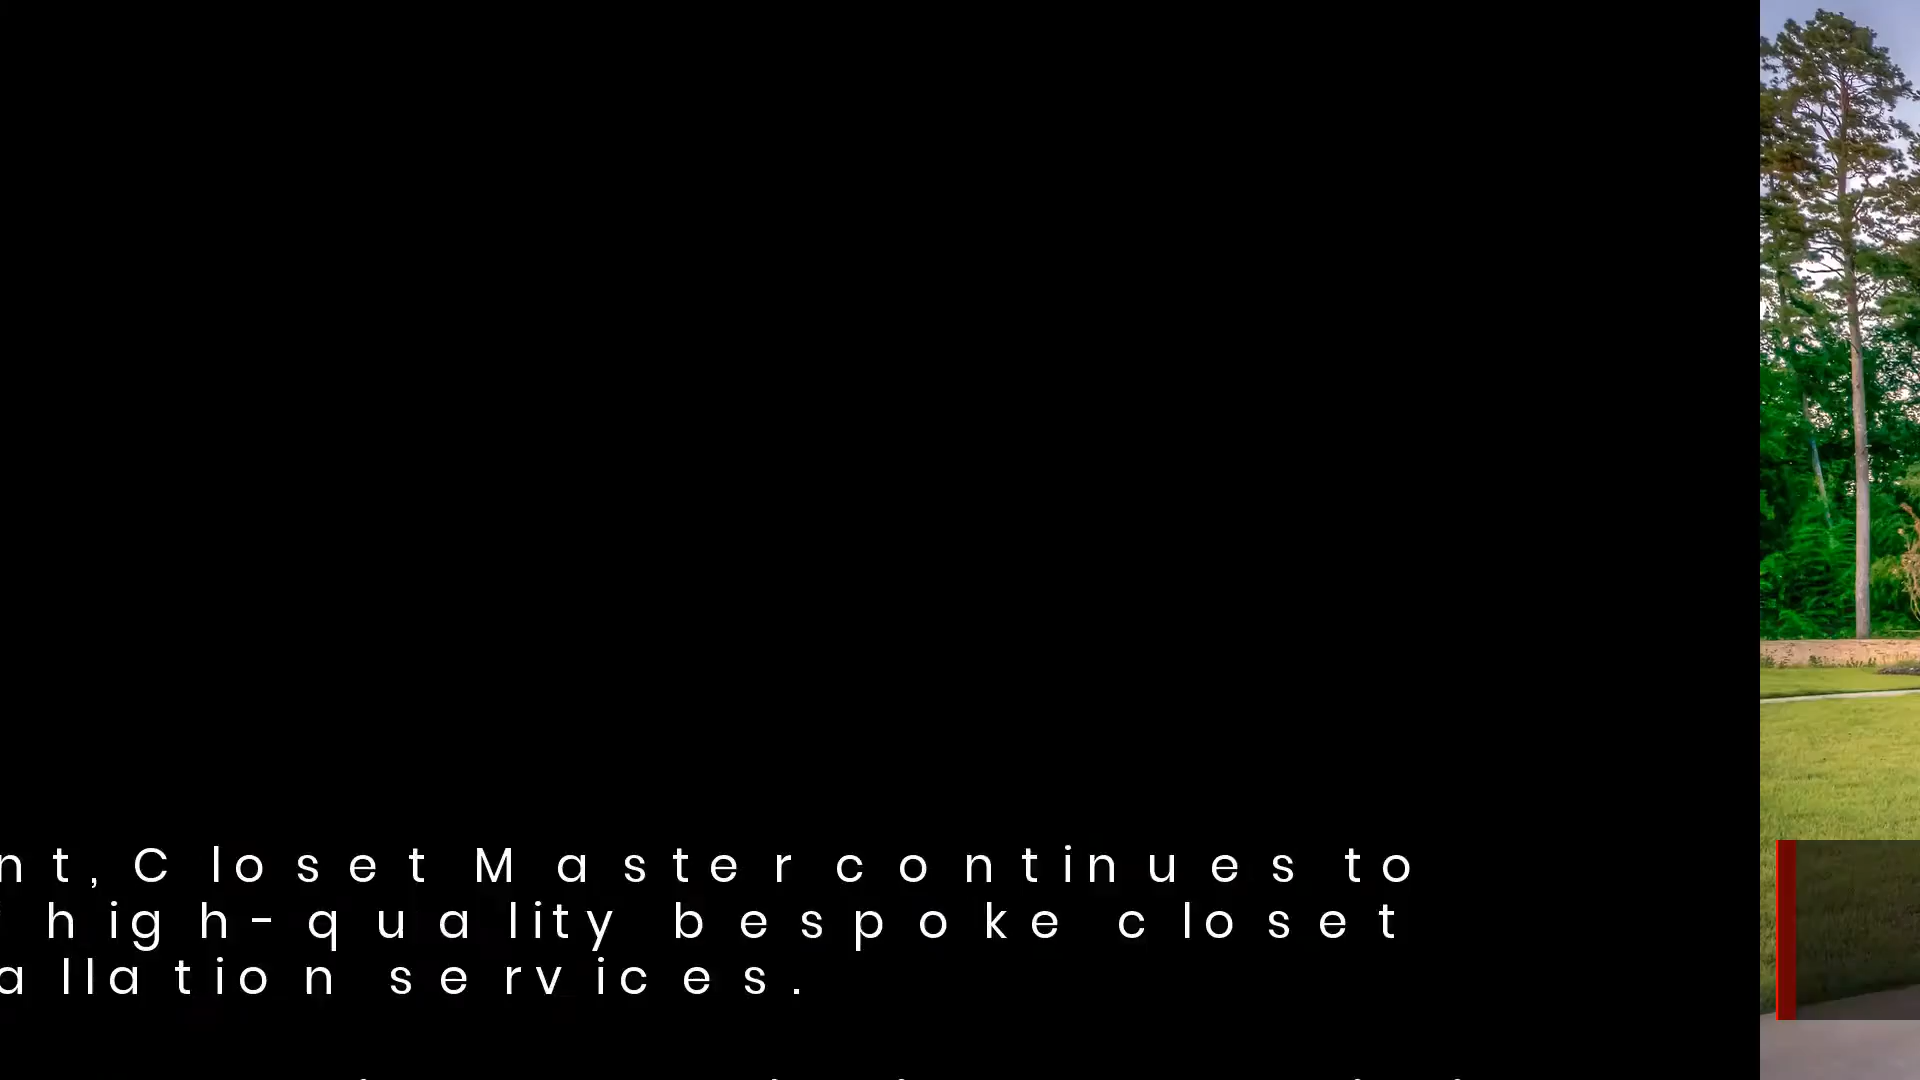 nt, Closet Master continues to
high-quality bespoke closet
allation services.